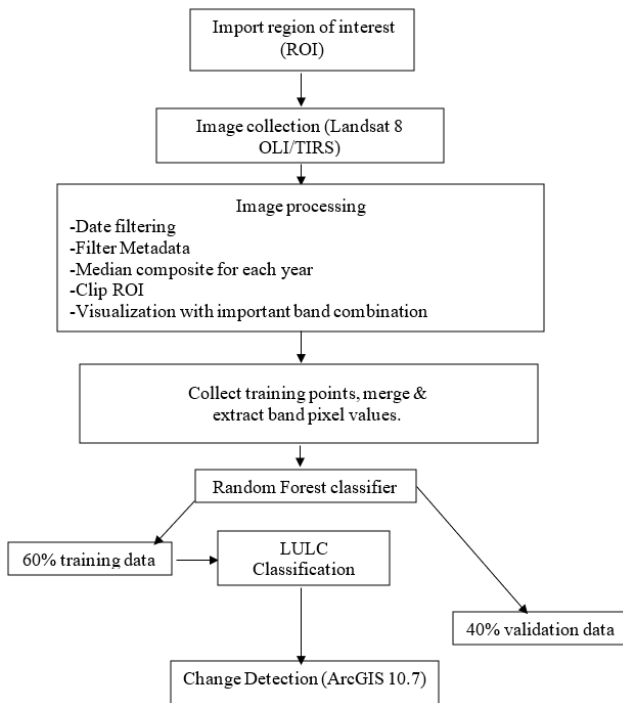 Import region of interest
(ROI)
Image collection (Landsat 8
OLI/TIRS)
Image processing
-Date filtering
-Filter Metadata
-Median composite for each year
-Clip ROI
-Visualization with important band combination
Collect training points, merge &
extract band pixel values.
Random Forest classifier
60% training data
LULC
Classification
40% validation data
Change Detection (ArcGIS 10.7)